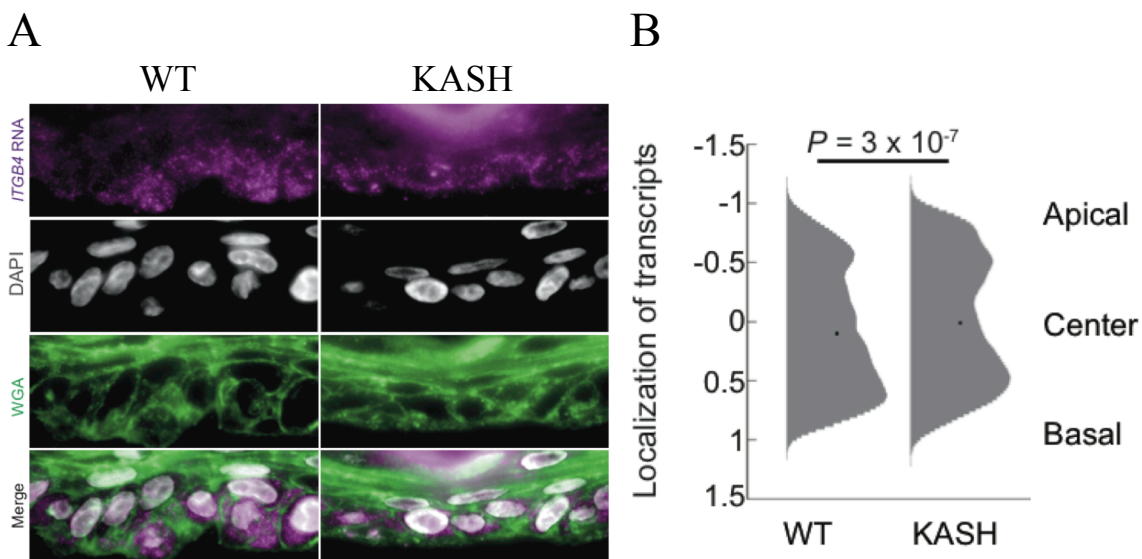 A
B
WT
KASH
ITGB4 RNA
DAPI
WGA
Merge
Localization of transcripts
-1.5
-1
-0.5
0
0.5
1
1.5
P = 3 x 10-7
Apical
Center
Basal
WT
KASH